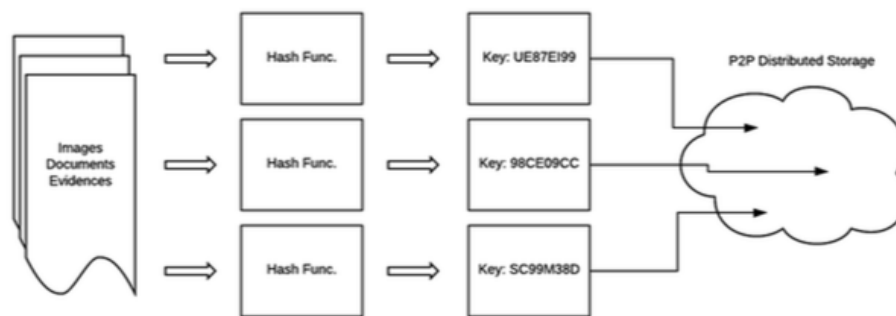 Hash Func.
Key: UE87EI99
P2P Distributed Storage
Images
Documents
Evidences
Hash Func.
Key: 98CE09CC
Hash Func.
Key: SC99M38D